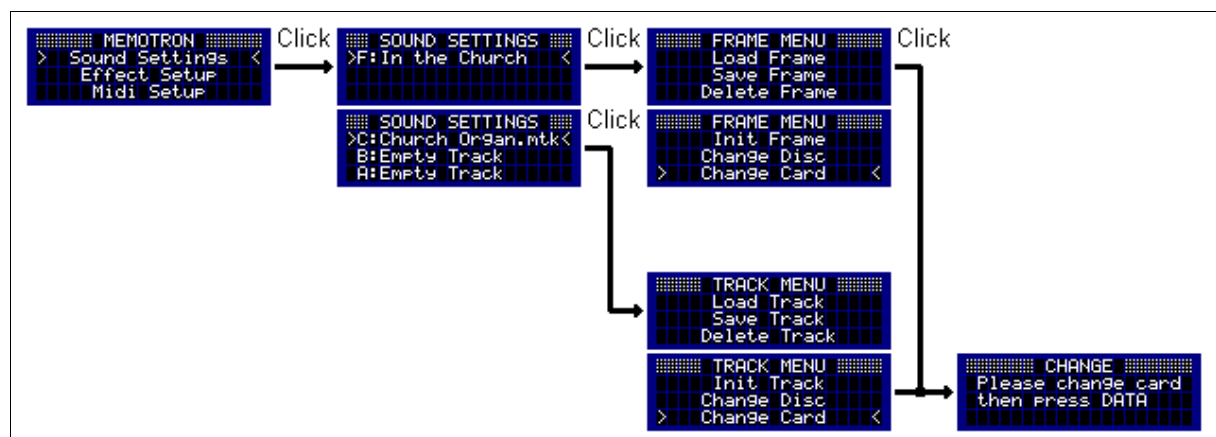 MEMOTRON
> Sound Settings <
Effect Setup
Midi Setup
Click
SOUND SETTINGS
>F:In the Church <
Click
FRAME MENU
Load Frame
Save Frame
Delete Frame
Click
SOUND SETTINGS
>C:Church Organ.mtk<
B:Empty Track
A:Empty Track
Click
FRAME MENU
Init Frame
Change Disc
> Change Card <
TRACK MENU
Load Track
Save Track
Delete Track
TRACK MENU
Init Track
Change Disc
> Change Card <
CHANGE
Please change card
then press DATA